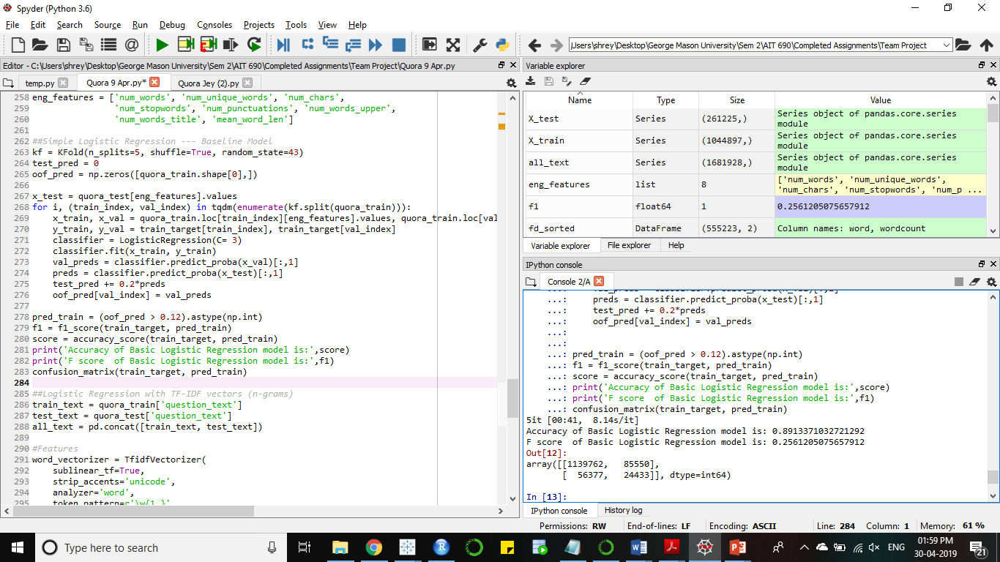 Spyder (Python 3.6)
File Edit Search Source Run Debug Consoles Projects Tools View Help
\Users\shrey\Desktop\George Mason University\Sem 2\AIT 690\Completed Assignments\Team Project
Editor - C:\Users\shrey\Desktop\George Mason University\Sem 2\AIT 690\Completed Assignments\Team Project\Quora 9 Apr.py
temp.py Quora 9 Apr.py* Quora Jey (2).py
258 eng_features = ['num_words', 'num_unique_words', 'num_chars',
259 'num_stopwords', 'num_punctuations', 'num_words_upper',
260 'num_words_title', 'mean_word_len']
261
262 ##Simple Logistic Regression --- Baseline Model
263 kf = KFold(n_splits=5, shuffle=True, random_state=43)
264 test_pred = 0
265 oof_pred = np.zeros([quora_train.shape[0],])
266
267 x_test = quora_test[eng_features].values
268 for i, (train_index, val_index) in tqdm(enumerate(kf.split(quora_train))):
269 x_train, x_val = quora_train.loc[train_index][eng_features].values, quora_train.loc[val
270 y_train, y_val = train_target[train_index], train_target[val_index]
271 classifier = LogisticRegression(C= 3)
272 classifier.fit(x_train, y_train)
273 val_preds = classifier.predict_proba(x_val)[:,1]
274 preds = classifier.predict_proba(x_test)[:,1]
275 test_pred += 0.2*preds
276 oof_pred[val_index] = val_preds
277
278 pred_train = (oof_pred > 0.12).astype(np.int)
279 f1 = f1_score(train_target, pred_train)
280 score = accuracy_score(train_target, pred_train)
281 print('Accuracy of Basic Logistic Regression model is:',score)
282 print('F score  of Basic Logistic Regression model is:',f1)
283 confusion_matrix(train_target, pred_train)
284
285 ##Logistic Regression with TF-IDF vectors (n-grams)
286 train_text = quora_train['question_text']
287 test_text = quora_test['question_text']
288 all_text = pd.concat([train_text, test_text])
289
290 #Features
291 word_vectorizer = TfidfVectorizer(
292 sublinear_tf=True,
293 strip_accents='unicode',
294 analyzer='word',
295 token_pattern=r'\w{1,}'
Variable explorer
Name Type Size Value
X_test Series (261225,) Series object of pandas.core.series
module
X_train Series (1044897,) Series object of pandas.core.series
module
all_text Series (1681928,) Series object of pandas.core.series
module
eng_features list 8 ['num_words', 'num_unique_words',
'num_chars', 'num_stopwords', 'num_p ...
f1 float64 1 0.2561205075657912
fd_sorted DataFrame (555223, 2) Column names: word, wordcount
Variable explorer File explorer Help
IPython console
Console 2/A
...: val_preds = classifier.predict_proba(x_val)[:,1]
...: preds = classifier.predict_proba(x_test)[:,1]
...: test_pred += 0.2*preds
...: oof_pred[val_index] = val_preds
...:
...:
...: pred_train = (oof_pred > 0.12).astype(np.int)
...: f1 = f1_score(train_target, pred_train)
...: score = accuracy_score(train_target, pred_train)
...: print('Accuracy of Basic Logistic Regression model is:',score)
...: print('F score  of Basic Logistic Regression model is:',f1)
...: confusion_matrix(train_target, pred_train)
5it [00:41,  8.14s/it]
Accuracy of Basic Logistic Regression model is: 0.8913371032721292
F score  of Basic Logistic Regression model is: 0.2561205075657912
Out[12]:
array([[1139762,   85550],
[  56377,   24433]], dtype=int64)
In [13]:
IPython console History log
Permissions: RW End-of-lines: LF Encoding: ASCII Line: 284 Column: 1 Memory: 61 %
Type here to search
ENG
01:59 PM
30-04-2019
21